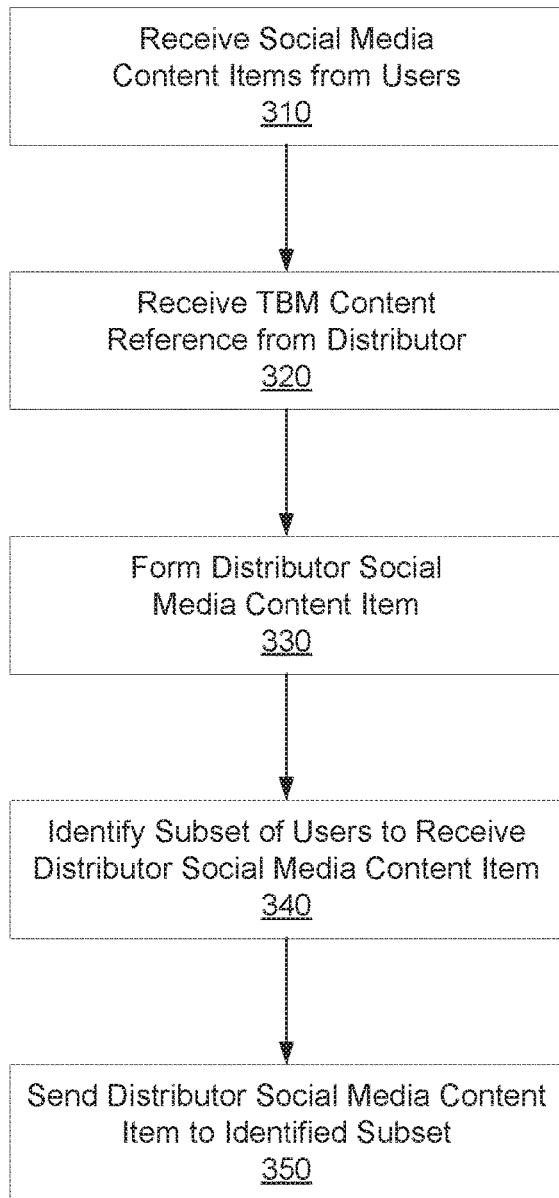 Receive Social Media
Content Items from Users
310
Receive TBM Content
Reference from Distributor
320
Form Distributor Social
Media Content Item
330
Identify Subset of Users to Receive
Distributor Social Media Content Item
340
Send Distributor Social Media Content
Item to Identified Subset
350